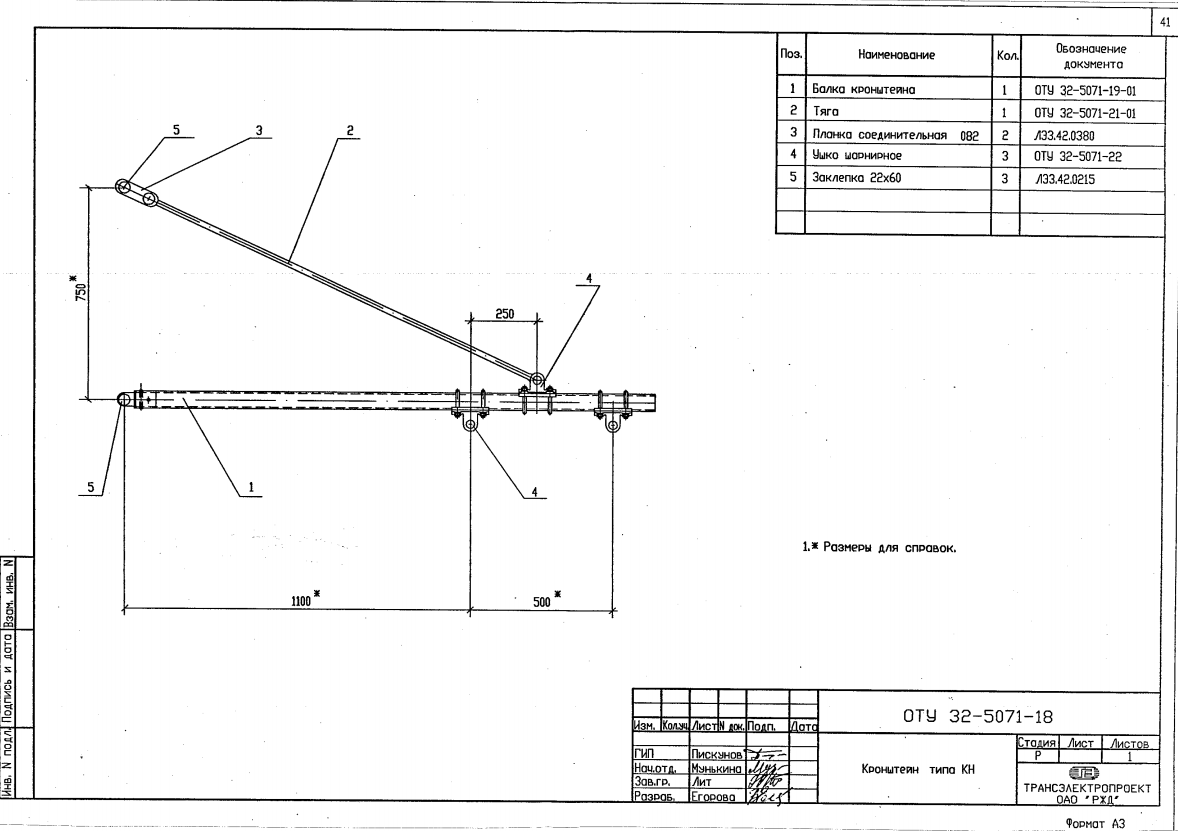 41
Поз. Наименование Кол. Обозначение документа
1 Балка кронштейна 1 ОТУ 32-5071-19-01
2 Тяга 1 ОТУ 32-5071-21-01
3 Планка соединительная 082 2 ЛЭЗ.42.0380
4 Ушко шарнирное 3 ОТУ 32-5071-22
5 Заклепка 22х60 3 ЛЭЗ.42.0215
5 3 2
750*
4
250
5 1 4
1.* Размеры для справок.
1100* 500*
Взам. инв. N
Подпись и дата
Инв. N подл.
ОТУ 32-5071-18
Изм. Кол.уч. Лист N док. Подп. Дата
Кронштейн типа КН
Стадия Лист Листов
Р 1
ГИП Пискунов
Нач.отд. Мунькина
Зав.гр. Лит
Разраб. Егорова
ТРАНСЭЛЕКТРОПРОЕКТ
ОАО "РЖД"
Формат А3